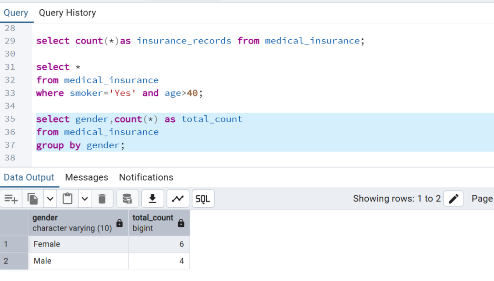 Query Query History
28
29 select count(*)as insurance_records from medical_insurance;
30
31 select *
32 from medical_insurance
33 where smoker='Yes' and age>40;
34
35 select gender,count(*) as total_count
36 from medical_insurance
37 group by gender;
38
Data Output Messages Notifications
SQL Showing rows: 1 to 2 Page
gender total_count
character varying (10) bigint
1 Female 6
2 Male 4